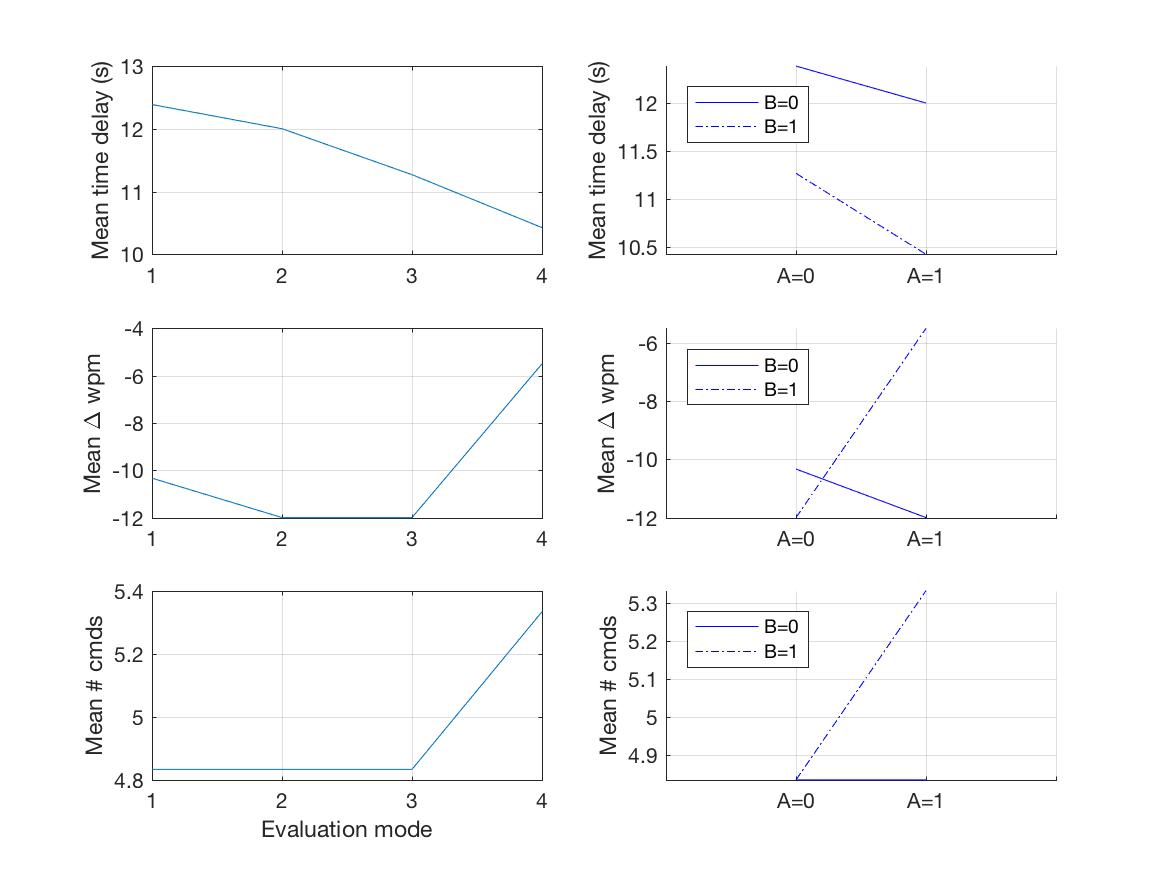 Mean time delay (s)
13
12
11
10
1 2 3 4
Mean time delay (s)
12
11.5
11
10.5
B=0
B=1
A=0 A=1
Mean Δ wpm
-4
-6
-8
-10
-12
1 2 3 4
Mean Δ wpm
-6
-8
-10
-12
B=0
B=1
A=0 A=1
Mean # cmds
5.4
5.2
5
4.8
1 2 3 4
Evaluation mode
Mean # cmds
5.3
5.2
5.1
5
4.9
B=0
B=1
A=0 A=1